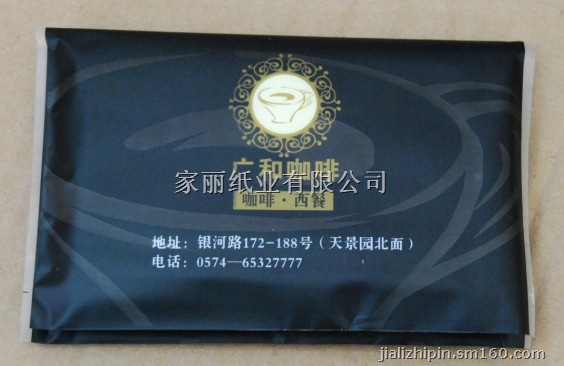 广和咖啡
家丽纸业有限公司
咖啡·西餐
地址：银河路172-188号（天景园北面）
电话：0574—65327777
jializhipin.sm160.com